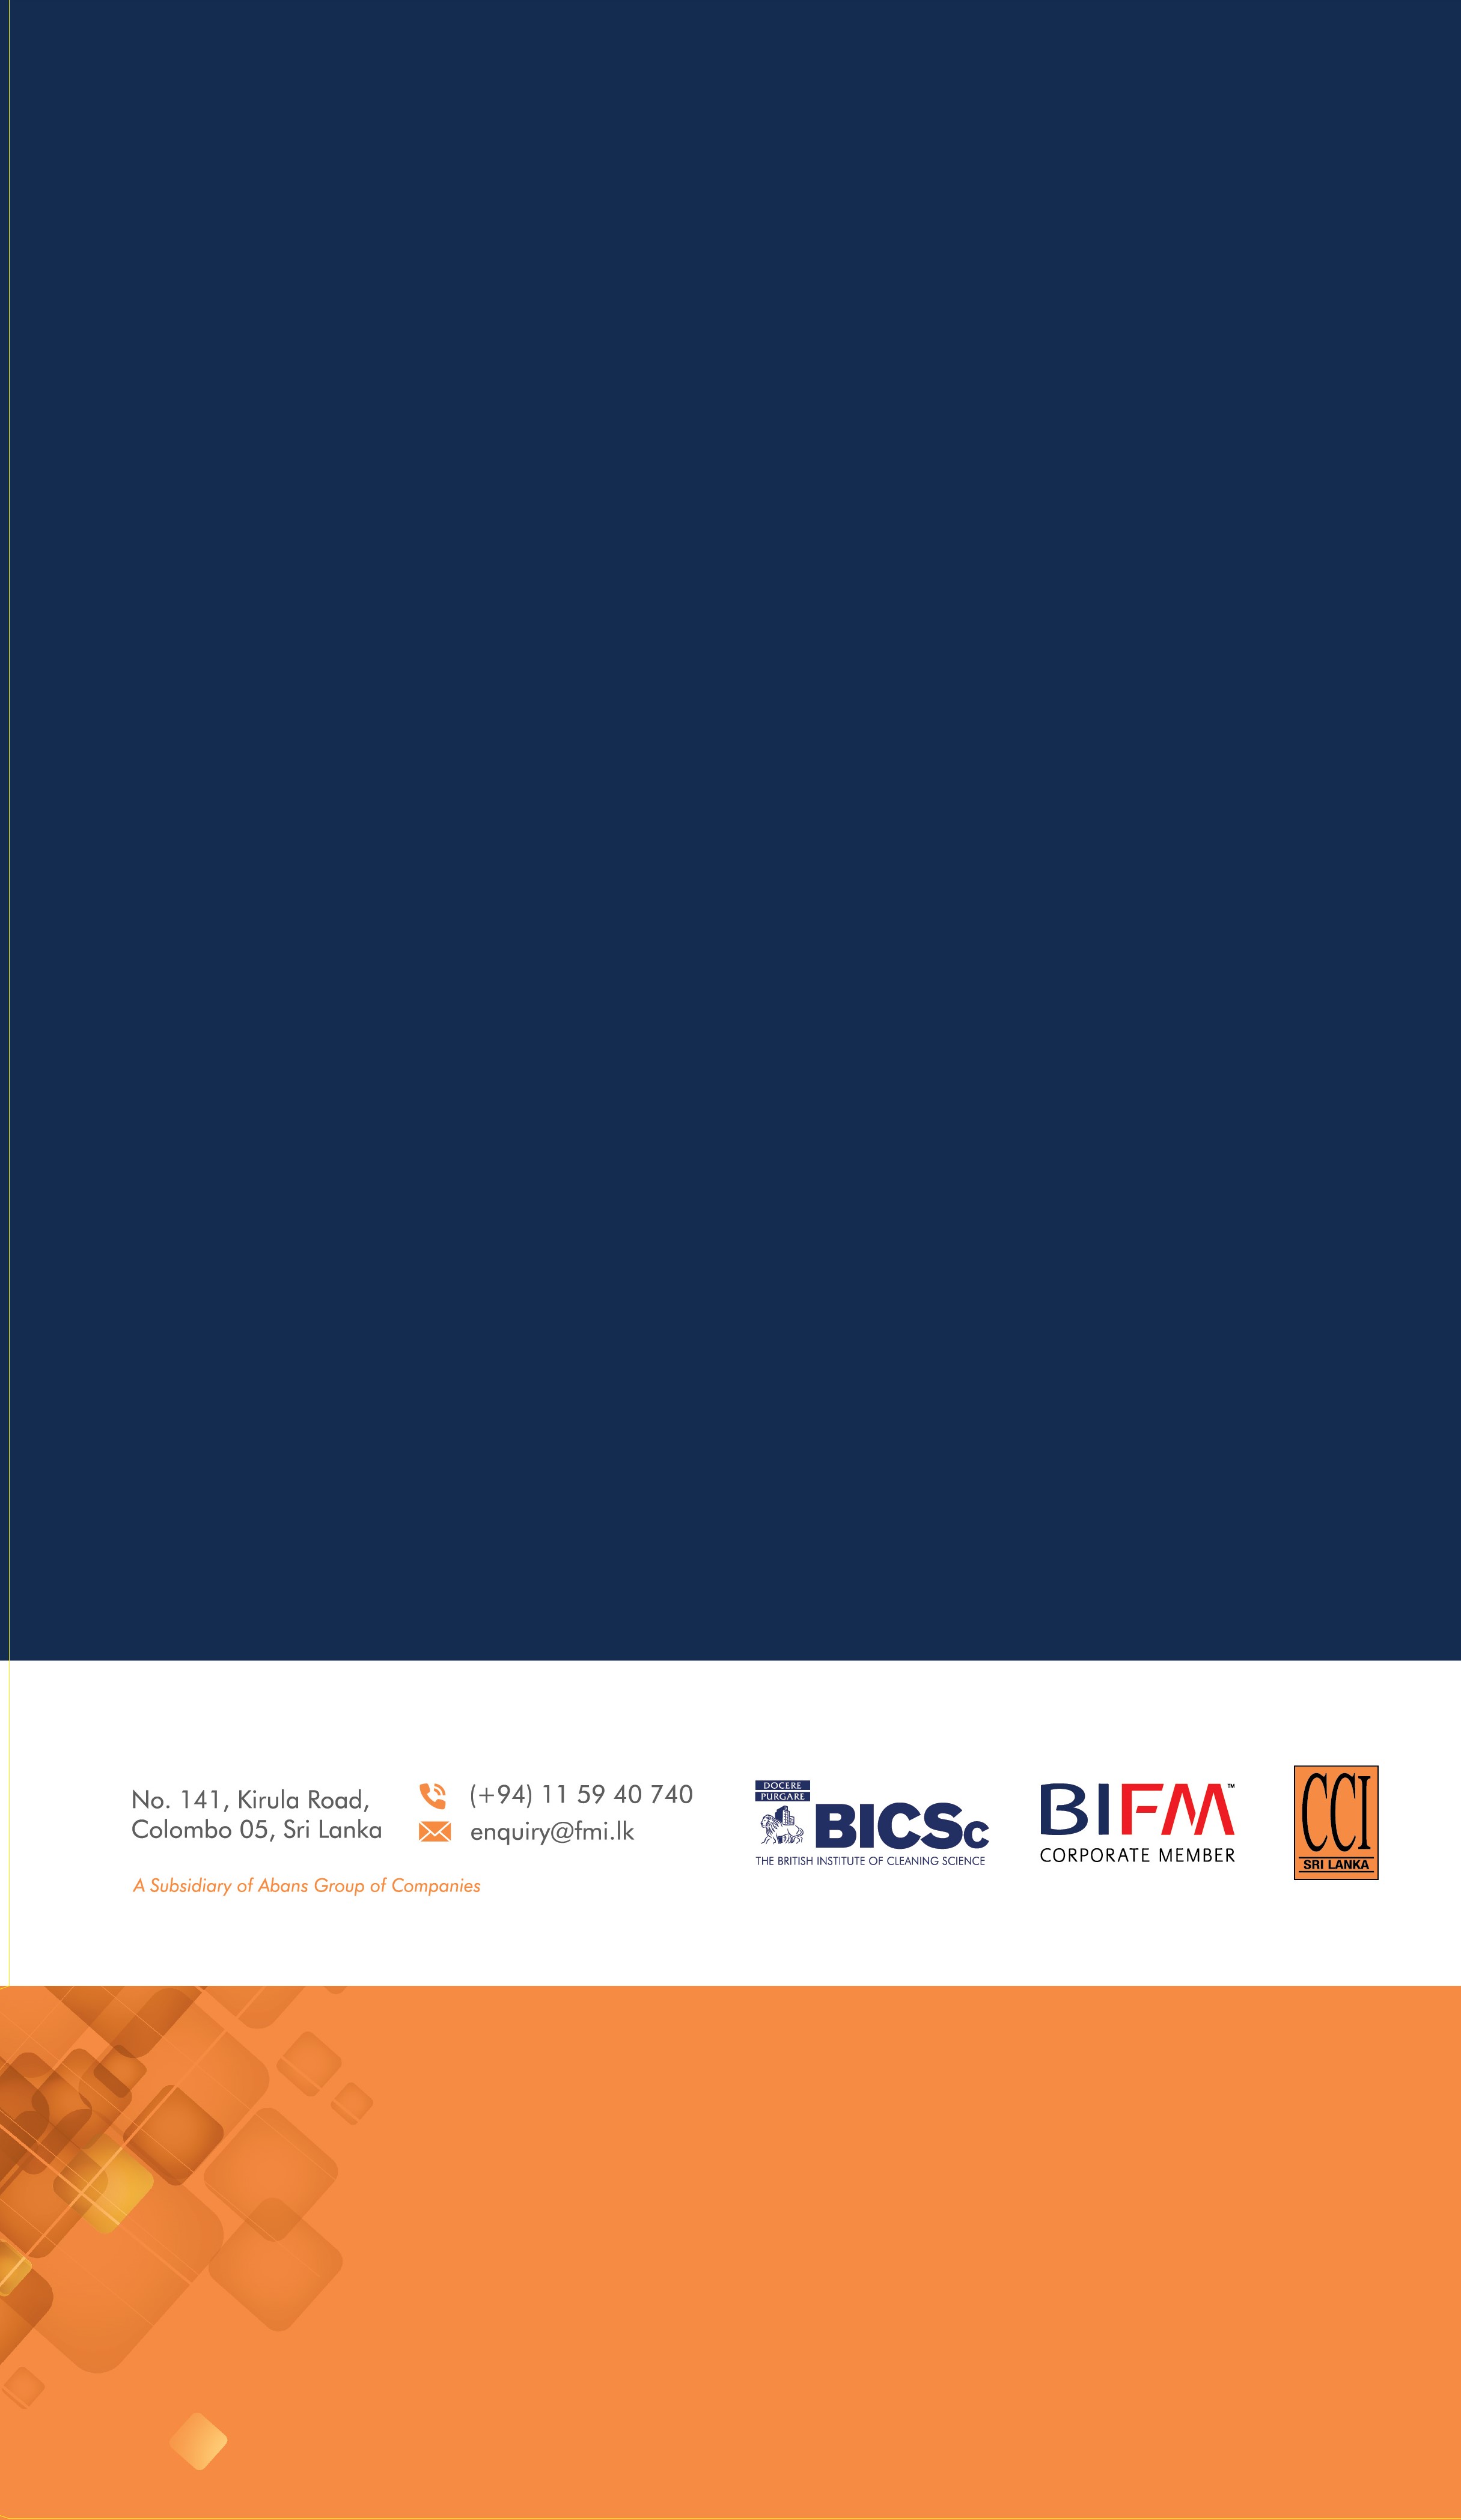 No. 141, Kirula Road,
Colombo 05, Sri Lanka
(+94) 11 59 40 740
enquiry@fmi.lk
A Subsidiary of Abans Group of Companies
DOCERE
PURGARE
BICSc
THE BRITISH INSTITUTE OF CLEANING SCIENCE
BIFM™
CORPORATE MEMBER
CCI
SRI LANKA